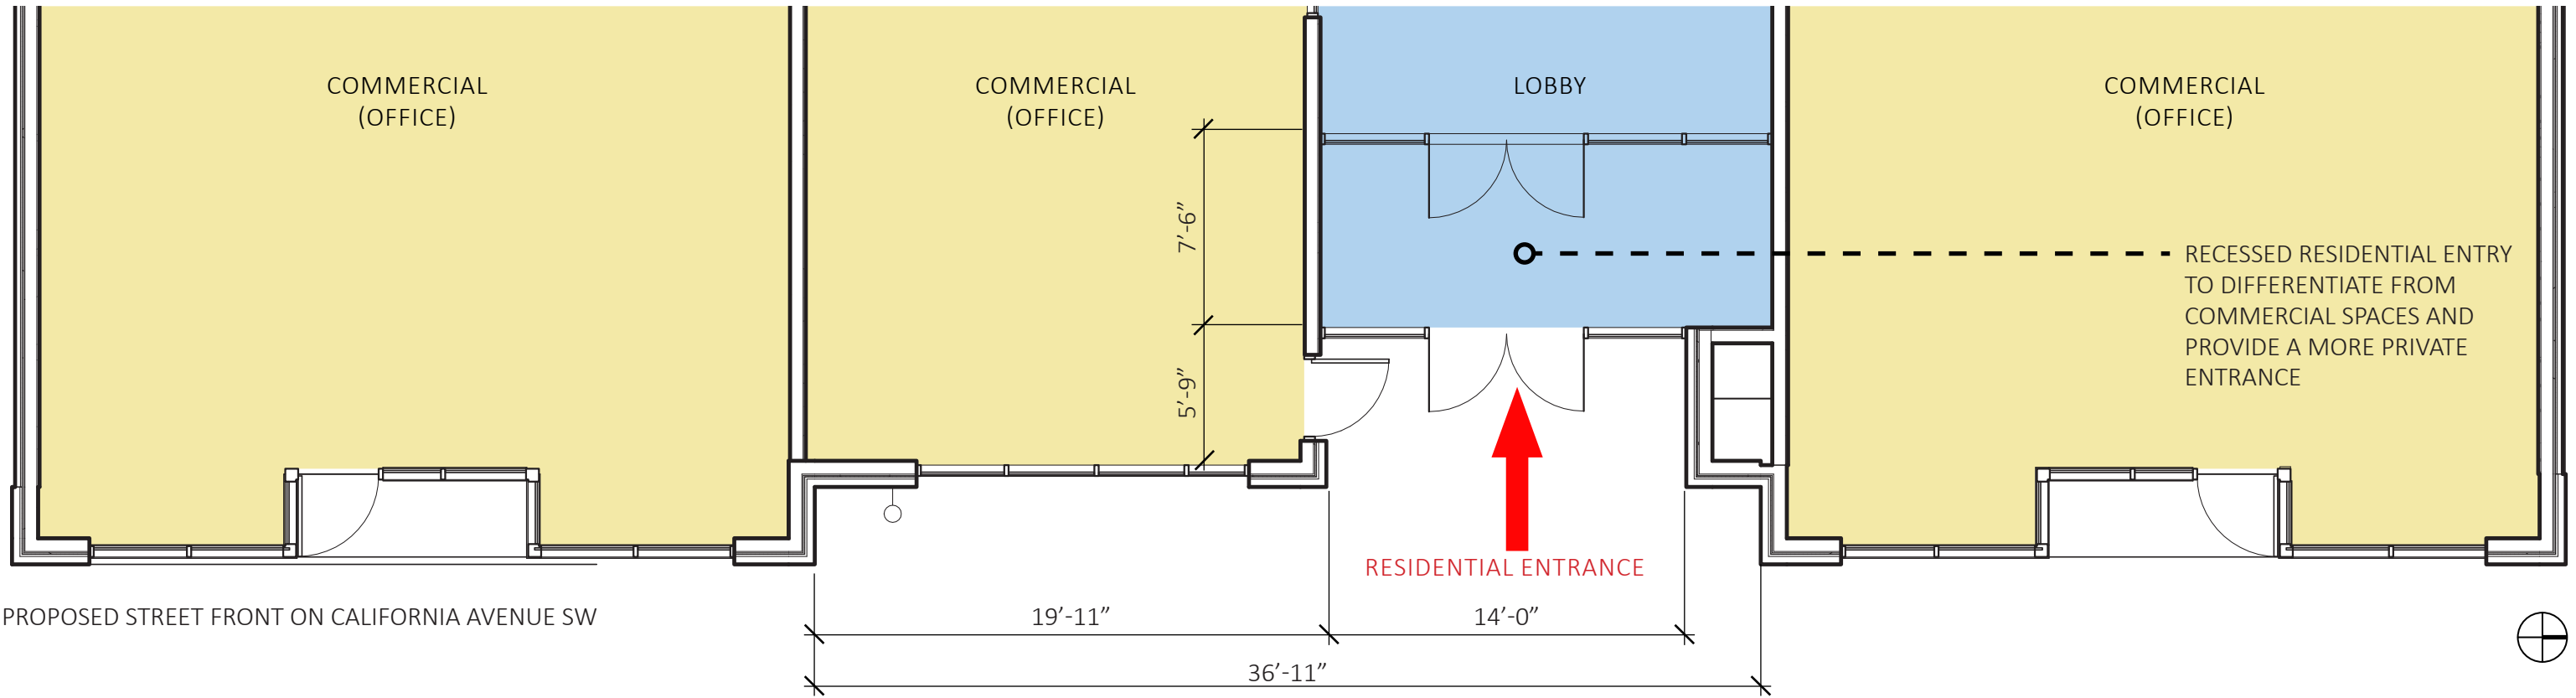 COMMERCIAL
(OFFICE)
COMMERCIAL
(OFFICE)
LOBBY
COMMERCIAL
(OFFICE)
7’-6”
5’-9”
RECESSED RESIDENTIAL ENTRY
TO DIFFERENTIATE FROM
COMMERCIAL SPACES AND
PROVIDE A MORE PRIVATE
ENTRANCE
RESIDENTIAL ENTRANCE
PROPOSED STREET FRONT ON CALIFORNIA AVENUE SW
19’-11”
14’-0”
36’-11”